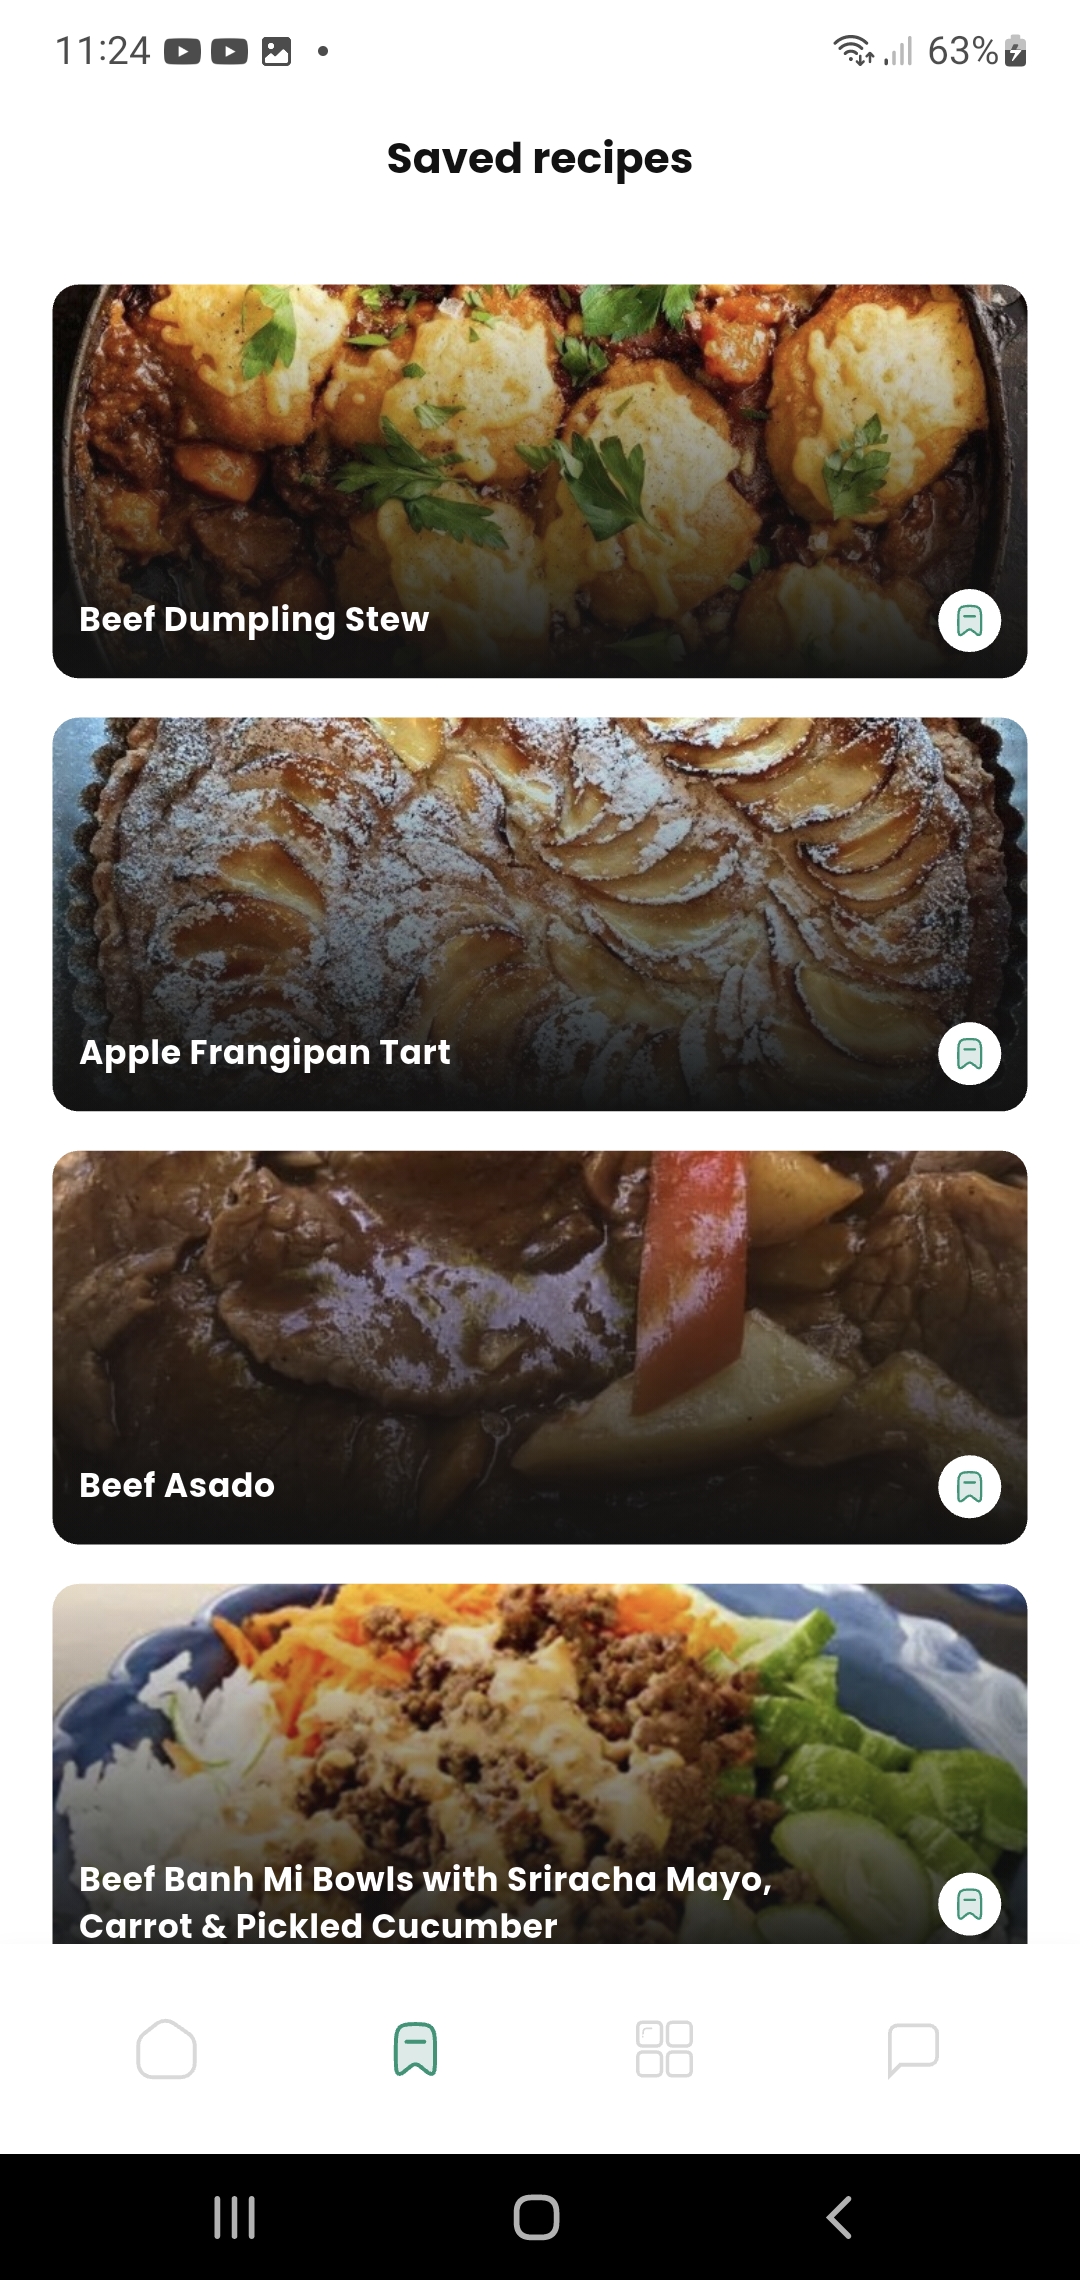 11:24
63%
Saved recipes
Beef Dumpling Stew
Apple Frangipan Tart
Beef Asado
Beef Banh Mi Bowls with Sriracha Mayo,
Carrot & Pickled Cucumber